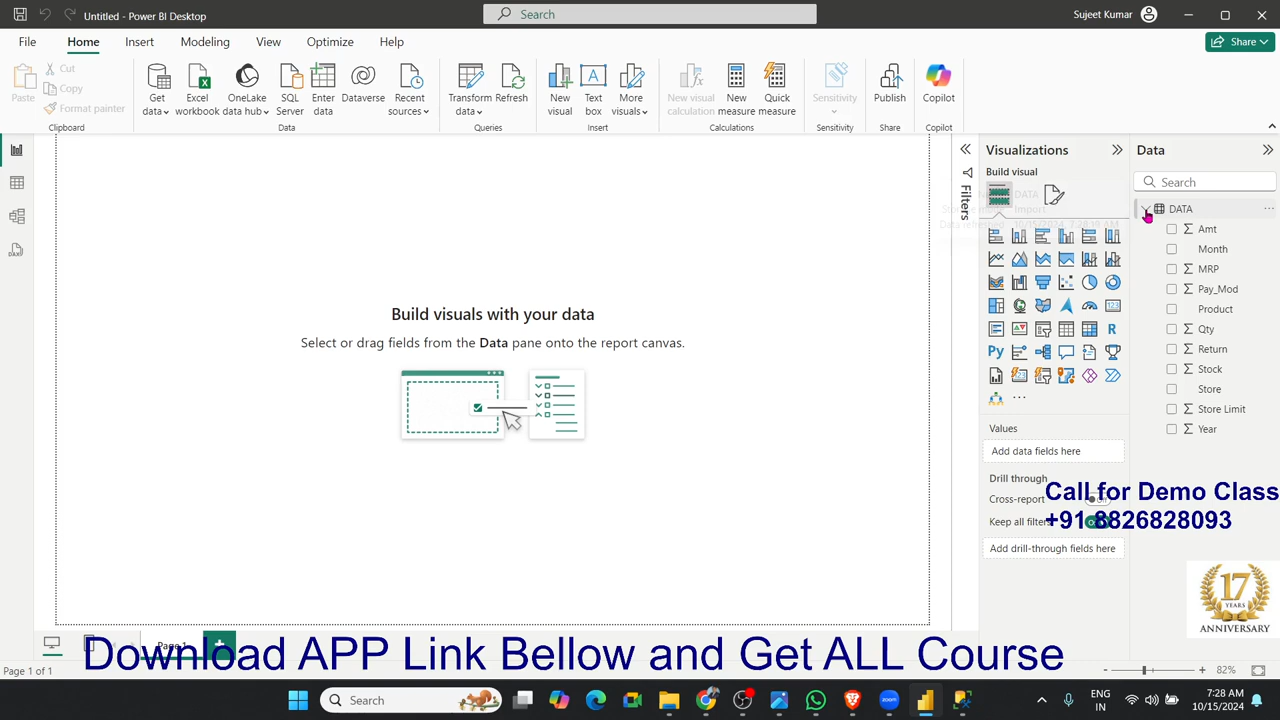 Untitled - Power BI Desktop
Search
Sujeet Kumar
File
Home
Insert
Modeling
View
Optimize
Help
Share
Paste
Cut
Copy
Format painter
Clipboard
Get data
Excel workbook
OneLake data hub
SQL Server
Enter data
Dataverse
Recent sources
Data
Transform data
Refresh
Queries
New visual
Text box
More visuals
Insert
New visual calculation
New measure
Quick measure
Calculations
Sensitivity
Sensitivity
Publish
Share
Copilot
Copilot
Build visuals with your data
Select or drag fields from the Data pane onto the report canvas.
Filters
Visualizations
Build visual
Values
Add data fields here
Drill through
Cross-report
Keep all filters
Add drill-through fields here
Data
Search
DATA
Amt
Month
MRP
Pay_Mod
Product
Qty
Return
Stock
Store
Store Limit
Year
Call for Demo Class
+91 8826828093
17
YEARS
ANNIVERSARY
Page 1
Download APP Link Bellow and Get ALL Course
Page 1 of 1
82%
Search
ENG
IN
7:28 AM
10/15/2024